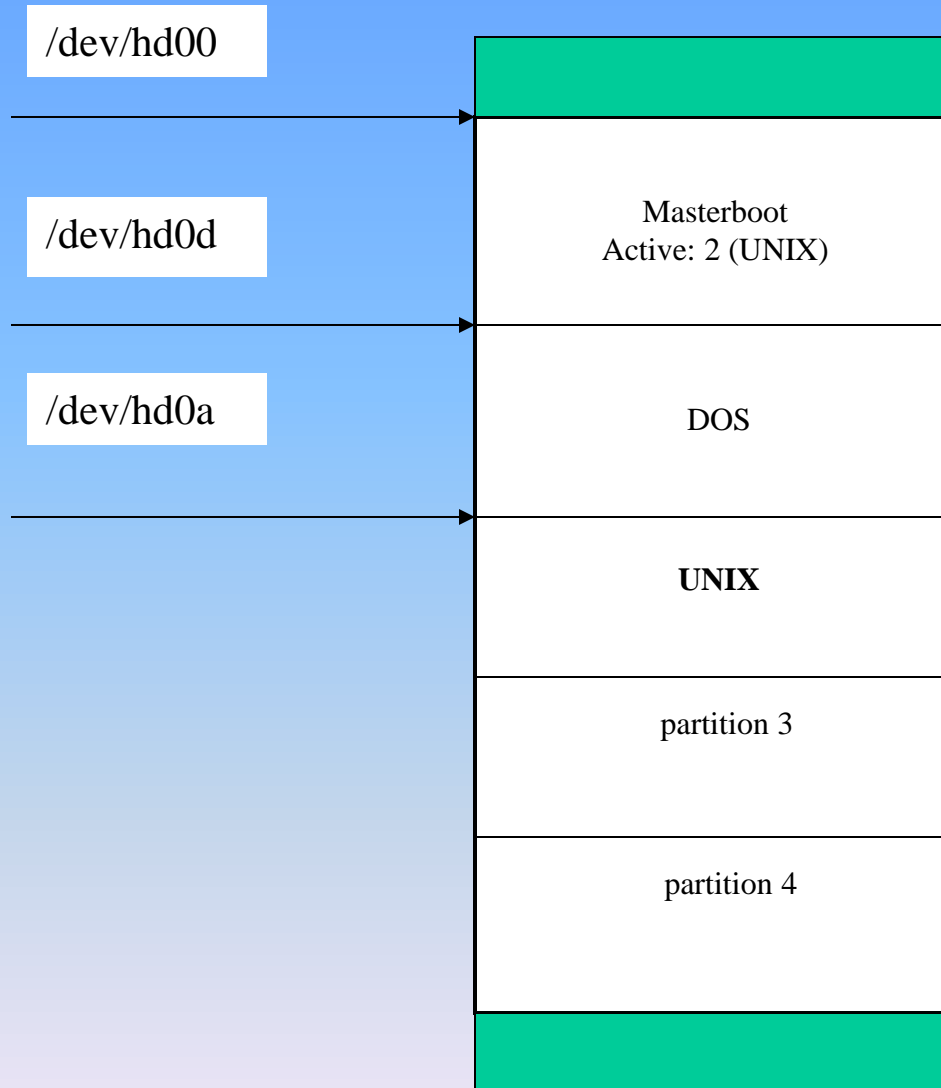 /dev/hd00
/dev/hd0d
Masterboot
Active: 2 (UNIX)
/dev/hd0a
DOS
UNIX
partition 3
partition 4